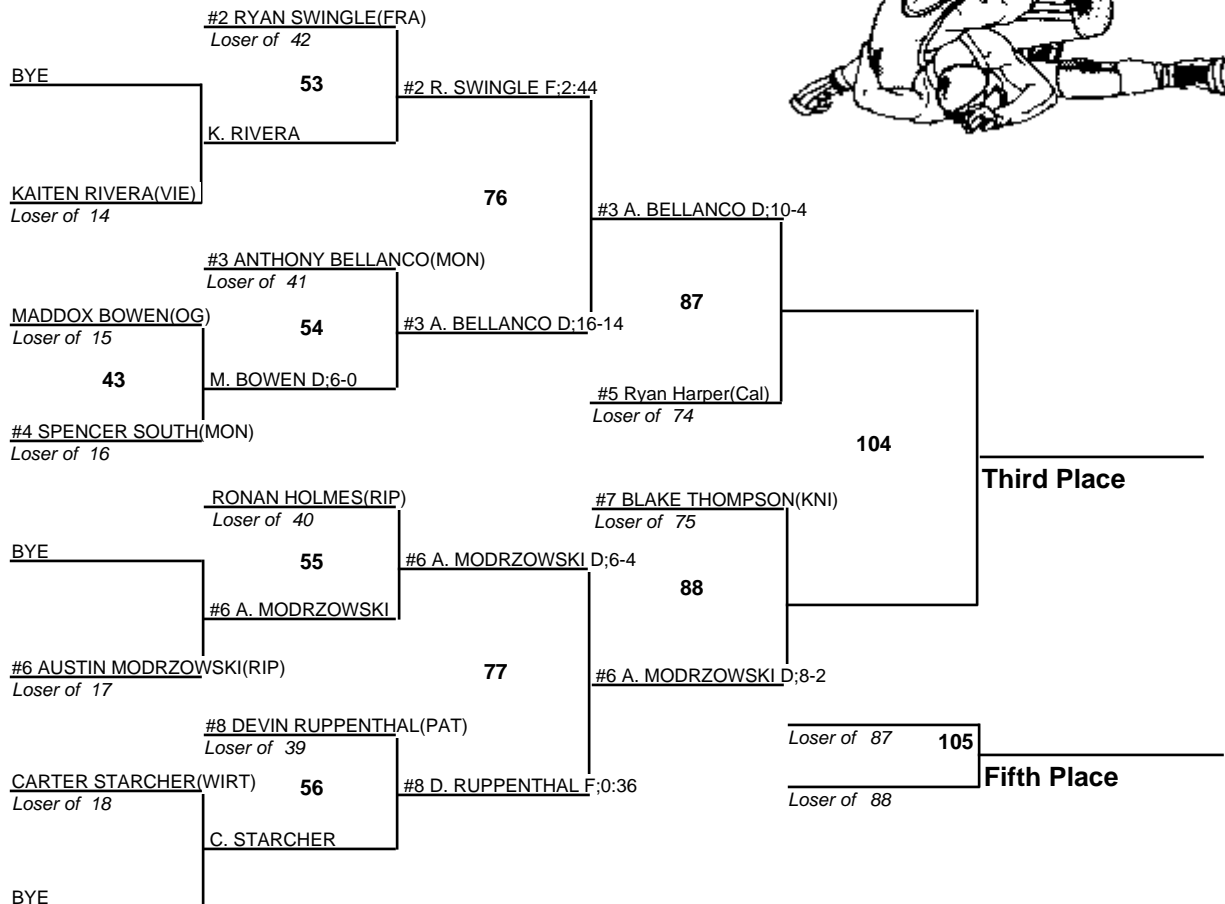 #2 RYAN SWINGLE(FRA)
Loser of 42
BYE
53
#2 R. SWINGLE F;2:44
K. RIVERA
KAITEN RIVERA(VIE)
Loser of 14
76
#3 A. BELLANCO D;10-4
#3 ANTHONY BELLANCO(MON)
Loser of 41
MADDOX BOWEN(OG)
Loser of 15
54
#3 A. BELLANCO D;16-14
87
43
M. BOWEN D;6-0
#5 Ryan Harper(Cal)
Loser of 74
#4 SPENCER SOUTH(MON)
Loser of 16
104
Third Place
RONAN HOLMES(RIP)
Loser of 40
#7 BLAKE THOMPSON(KNI)
Loser of 75
BYE
55
#6 A. MODRZOWSKI D;6-4
88
#6 A. MODRZOWSKI
#6 AUSTIN MODRZOWSKI(RIP)
Loser of 17
77
#6 A. MODRZOWSKI D;8-2
#8 DEVIN RUPPENTHAL(PAT)
Loser of 39
Loser of 87
105
Fifth Place
CARTER STARCHER(WIRT)
Loser of 18
56
#8 D. RUPPENTHAL F;0:36
Loser of 88
C. STARCHER
BYE